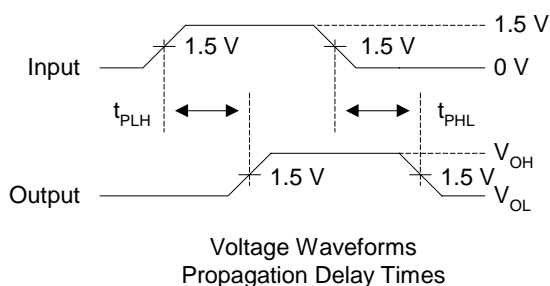 1.5 V
1.5 V
1.5 V
Input
0 V
tPLH
tPHL
VOH
1.5 V
1.5 V
Output
VOL
Voltage Waveforms
Propagation Delay Times